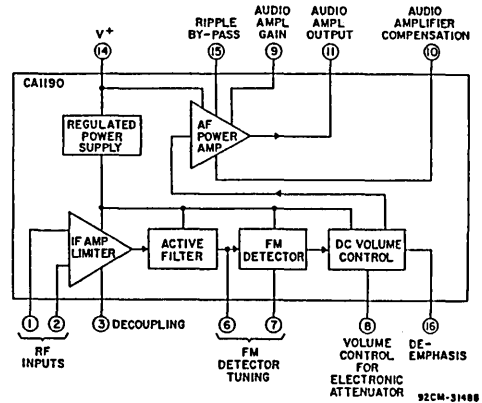 V+
14
RIPPLE
BY-PASS
15
AUDIO
AMPL
GAIN
9
AUDIO
AMPL
OUTPUT
11
AUDIO
AMPLIFIER
COMPENSATION
10
CA1190
REGULATED
POWER
SUPPLY
AF
POWER
AMP.
IF AMP
LIMITER
ACTIVE
FILTER
FM
DETECTOR
DC VOLUME
CONTROL
1
2
3
DECOUPLING
6
7
8
16
RF
INPUTS
FM
DETECTOR
TUNING
VOLUME
CONTROL
FOR
ELECTRONIC
ATTENUATOR
DE-
EMPHASIS
92CM-31488